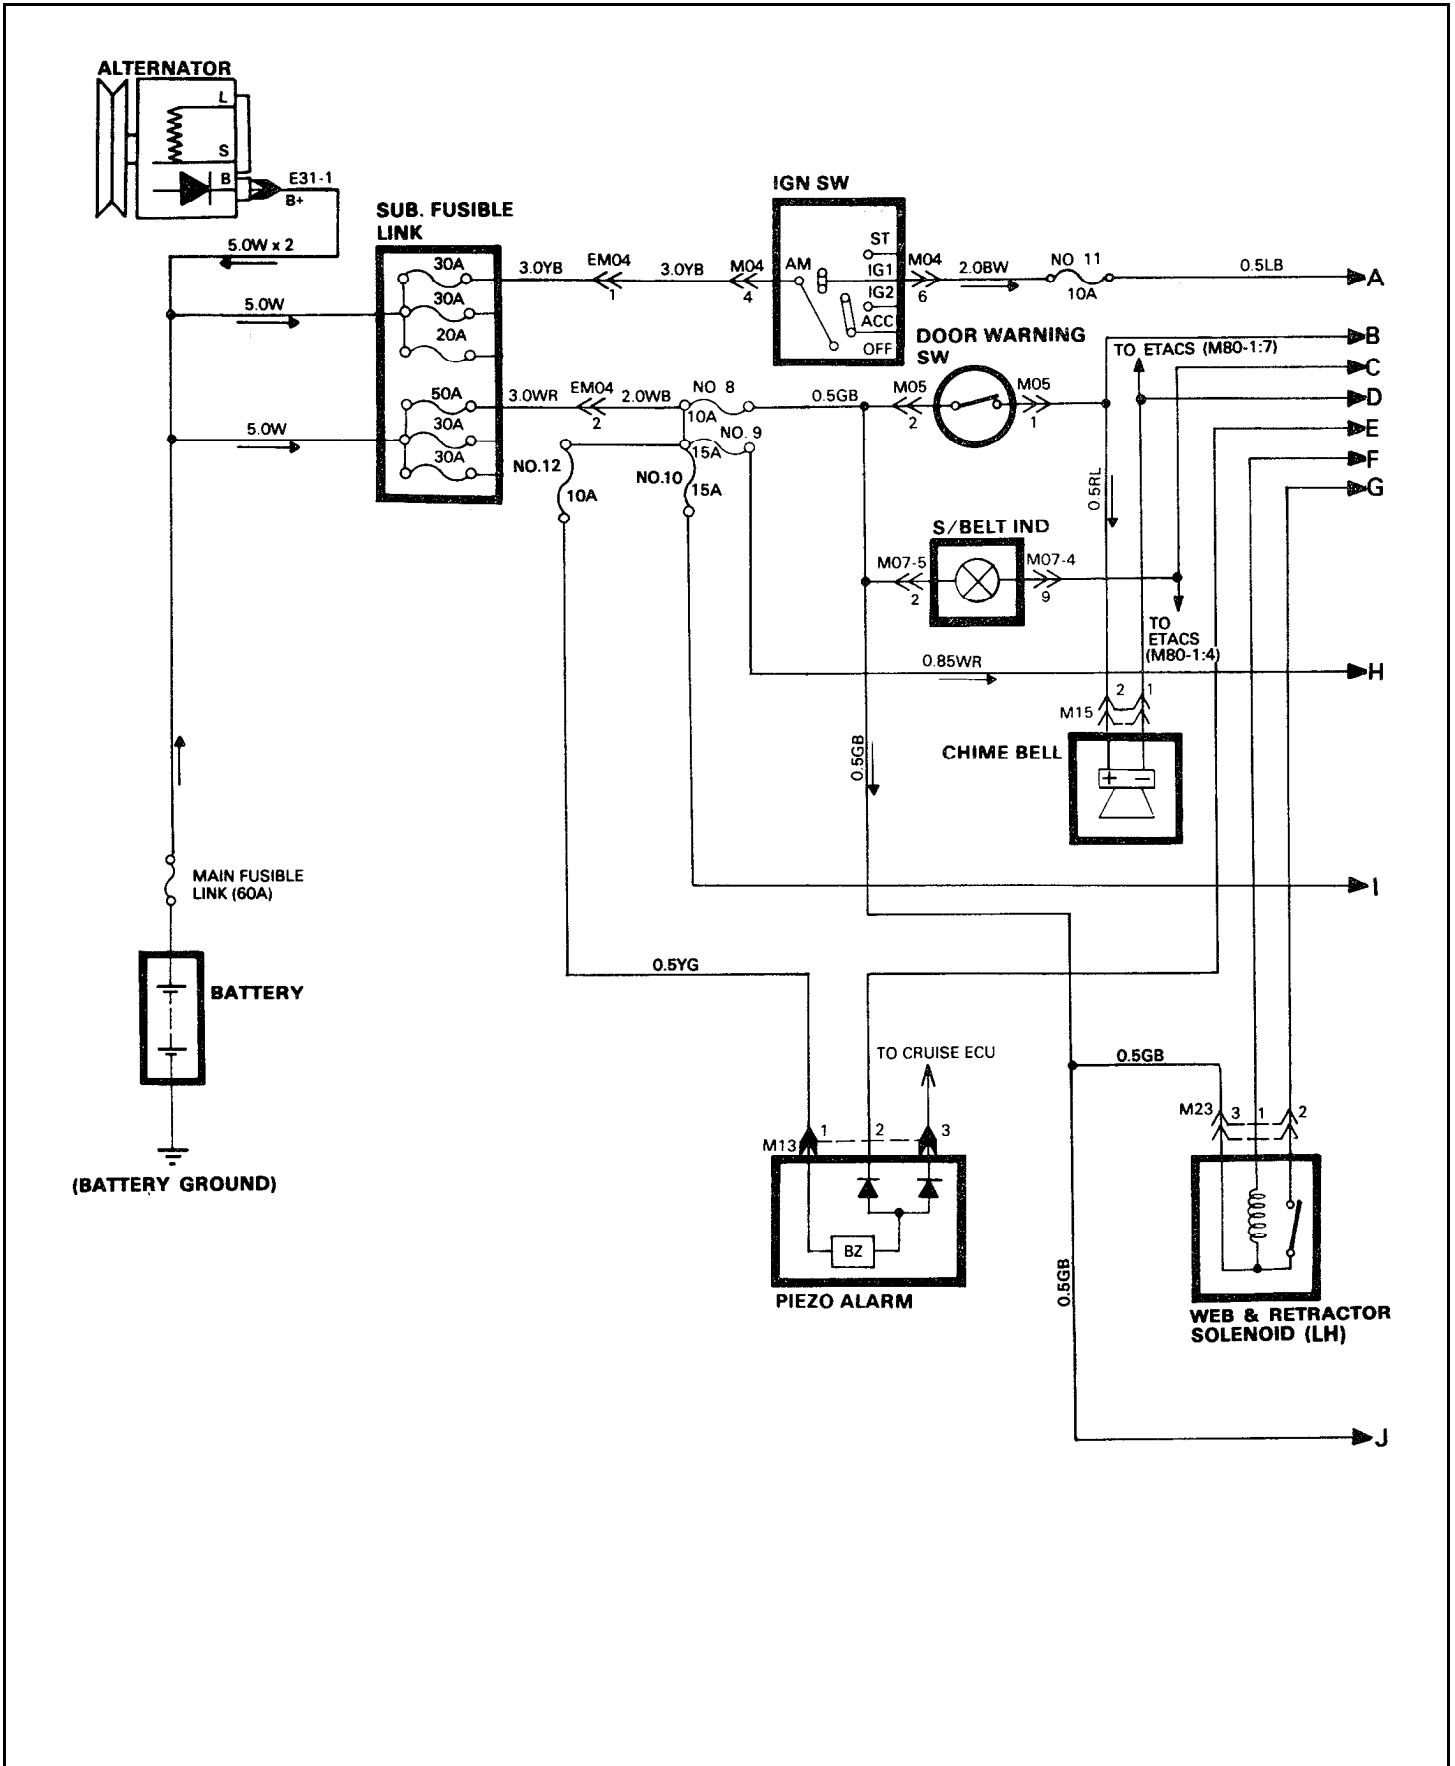 ALTERNATOR
L
S
B
E31-1
B+
5.0W x 2
SUB. FUSIBLE
LINK
30A
30A
20A
50A
30A
30A
5.0W
5.0W
3.0YB
EM04
1
3.0YB
M04
4
IGN SW
AM
ST
IG1
IG2
ACC
OFF
M04
6
2.0BW
NO 11
10A
0.5LB
A
DOOR WARNING
SW
B
TO ETACS (M80-1:7)
C
D
E
F
G
3.0WR
EM04
2
2.0WB
NO 8
10A
NO. 9
15A
0.5GB
M05
2
M05
1
NO.12
10A
NO.10
15A
0.5RL
S/BELT IND
M07-5
2
M07-4
9
TO
ETACS
(M80-1:4)
0.85WR
H
M15
2
1
CHIME BELL
+
−
0.5GB
MAIN FUSIBLE
LINK (60A)
I
BATTERY
0.5YG
TO CRUISE ECU
0.5GB
M23
3
1
2
M13
1
2
3
(BATTERY GROUND)
BZ
PIEZO ALARM
0.5GB
WEB & RETRACTOR
SOLENOID (LH)
J